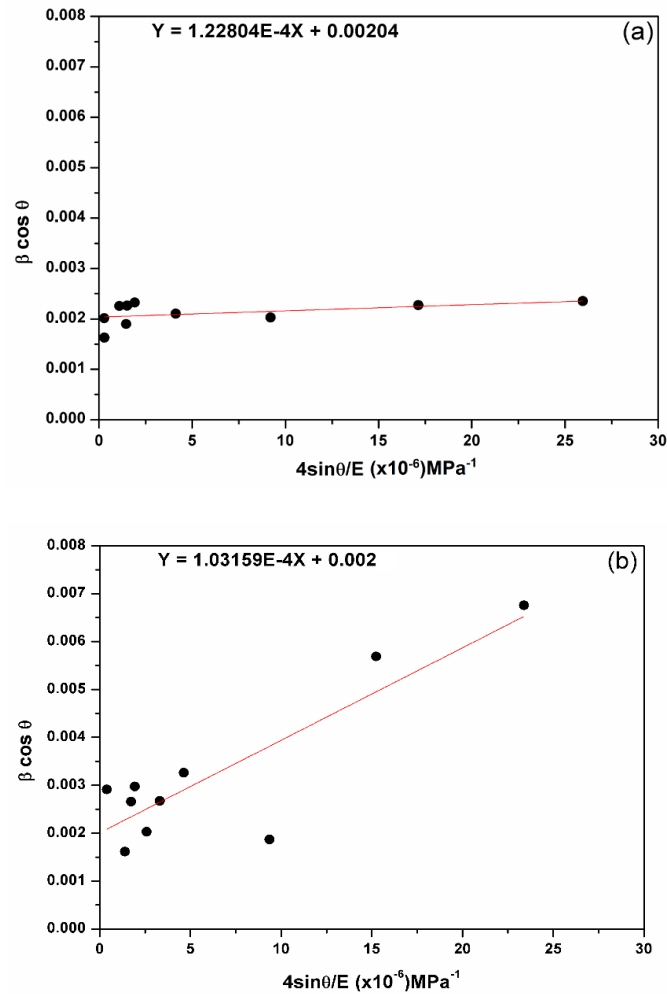 Y = 1.22804E-4X + 0.00204
(a)
0.008
0.007
0.006
0.005
0.004
0.003
0.002
0.001
0.000
β cos θ
0 5 10 15 20 25 30
4sinθ/E (x10⁻⁶)MPa⁻¹
Y = 1.03159E-4X + 0.002
(b)
0.008
0.007
0.006
0.005
0.004
0.003
0.002
0.001
0.000
β cos θ
0 5 10 15 20 25 30
4sinθ/E (x10⁻⁶)MPa⁻¹